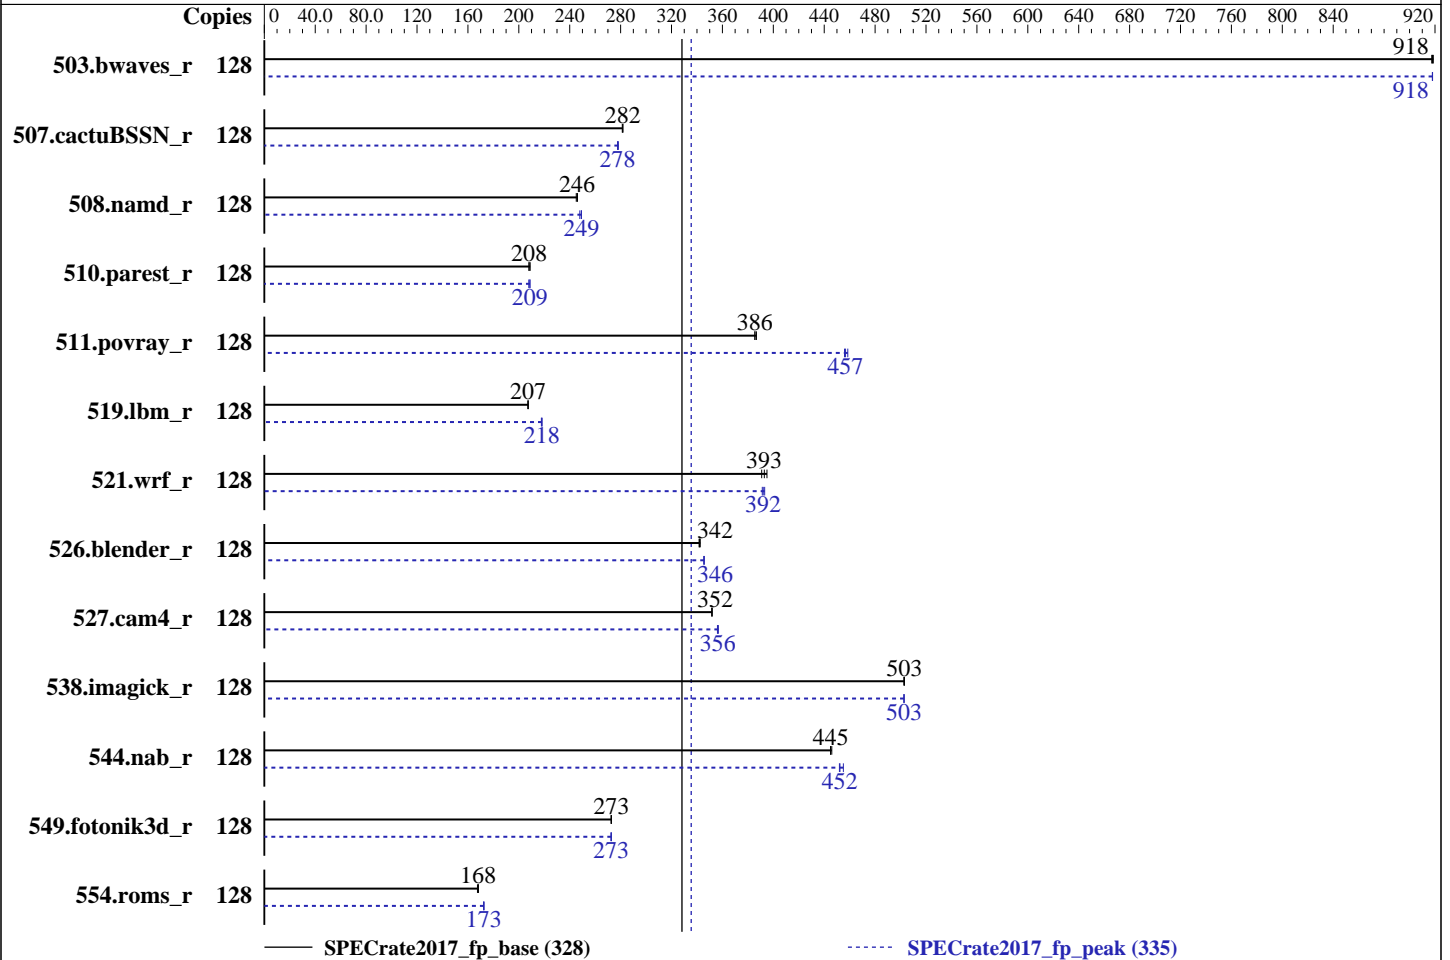 Copies 0 40.0 80.0 120 160 200 240 280 320 360 400 440 480 520 560 600 640 680 720 760 800 840 920
503.bwaves_r 128 918
918
507.cactuBSSN_r 128 282
278
508.namd_r 128 246
249
510.parest_r 128 208
209
511.povray_r 128 386
457
519.lbm_r 128 207
218
521.wrf_r 128 393
392
526.blender_r 128 342
346
527.cam4_r 128 352
356
538.imagick_r 128 503
503
544.nab_r 128 445
452
549.fotonik3d_r 128 273
273
554.roms_r 128 168
173
SPECrate2017_fp_base (328) SPECrate2017_fp_peak (335)